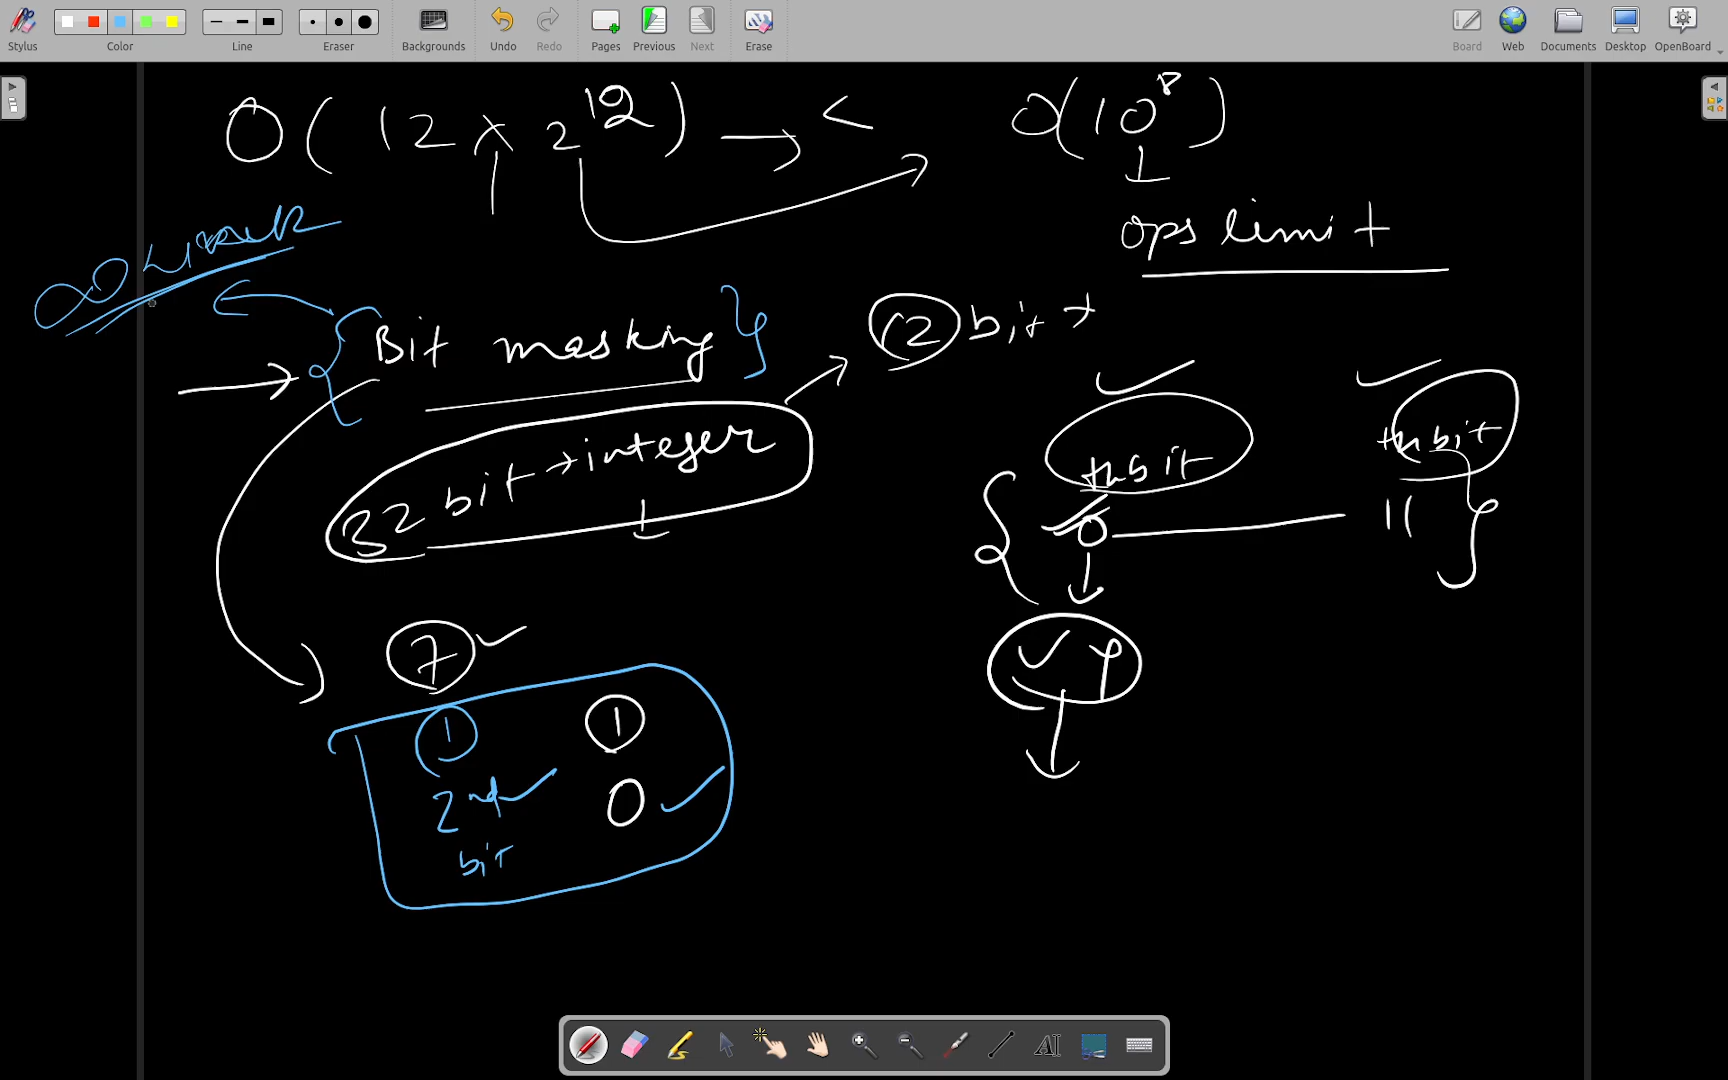 Stylus Color Line Eraser Backgrounds Undo Redo Pages Previous Next Erase Board Web Documents Desktop OpenBoard
O( 12 × 2^12 ) → < O(10^8)
ops limit
Bit masking
12 bit →
32 bit → integer
th bit
th bit
0
11
7
1 1
2nd 0
bit